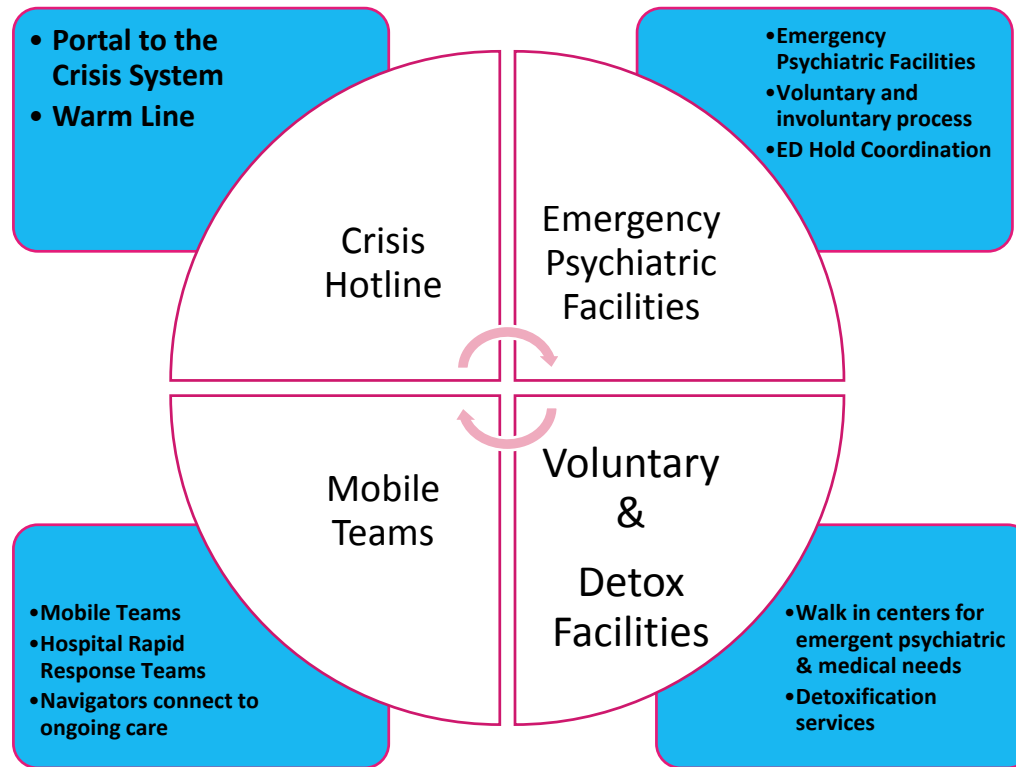 • Portal to the
Crisis System
• Warm Line
•Emergency
Psychiatric Facilities
•Voluntary and
involuntary process
•ED Hold Coordination
Crisis
Hotline
Emergency
Psychiatric
Facilities
Mobile
Teams
Voluntary
&
Detox
Facilities
•Mobile Teams
•Hospital Rapid
Response Teams
•Navigators connect to
ongoing care
•Walk in centers for
emergent psychiatric
& medical needs
•Detoxification
services